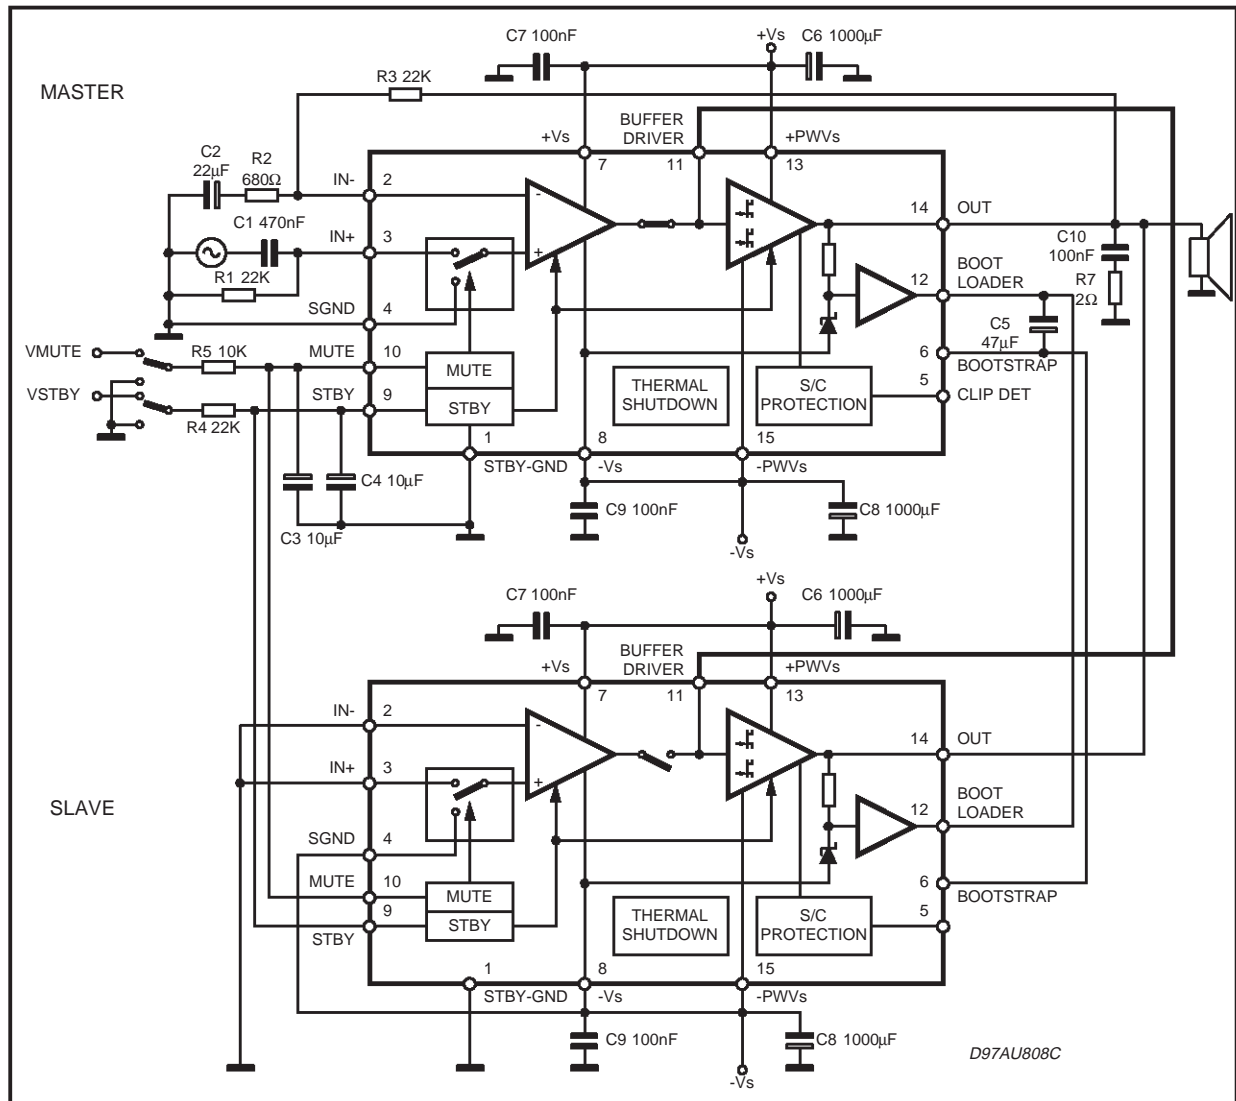 C7 100nF
+Vs
C6 1000µF
R3 22K
MASTER
+Vs
BUFFER
DRIVER
+PWVs
7
11
13
C2
22µF
R2
680Ω
IN-
2
-
C1 470nF
IN+
3
+
R1 22K
SGND
4
14
OUT
C10
100nF
R7
2Ω
12
BOOT
LOADER
C5
47µF
6
BOOTSTRAP
5
CLIP DET
VMUTE
R5 10K
MUTE
10
MUTE
VSTBY
R4 22K
STBY
9
STBY
THERMAL
SHUTDOWN
S/C
PROTECTION
1
8
15
STBY-GND
-Vs
-PWVs
C4 10µF
C3 10µF
C9 100nF
C8 1000µF
-Vs
+Vs
C7 100nF
C6 1000µF
+Vs
BUFFER
DRIVER
+PWVs
7
11
13
IN-
2
-
IN+
3
+
SLAVE
SGND
4
14
OUT
12
BOOT
LOADER
6
BOOTSTRAP
5
MUTE
10
MUTE
9
STBY
STBY
THERMAL
SHUTDOWN
S/C
PROTECTION
1
8
15
STBY-GND
-Vs
-PWVs
C9 100nF
C8 1000µF
-Vs
D97AU808C